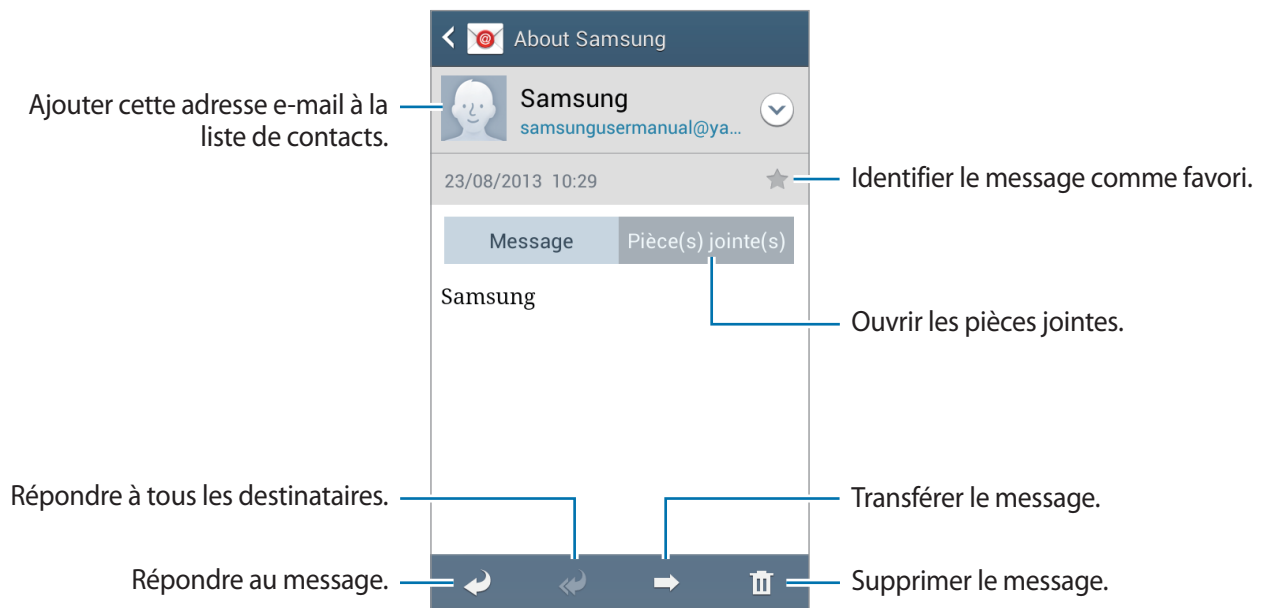 About Samsung
Ajouter cette adresse e-mail à la
liste de contacts.
Samsung
samsungusermanual@ya...
23/08/2013 10:29
Identifier le message comme favori.
Message
Pièce(s) jointe(s)
Samsung
Ouvrir les pièces jointes.
Répondre à tous les destinataires.
Transférer le message.
Répondre au message.
Supprimer le message.